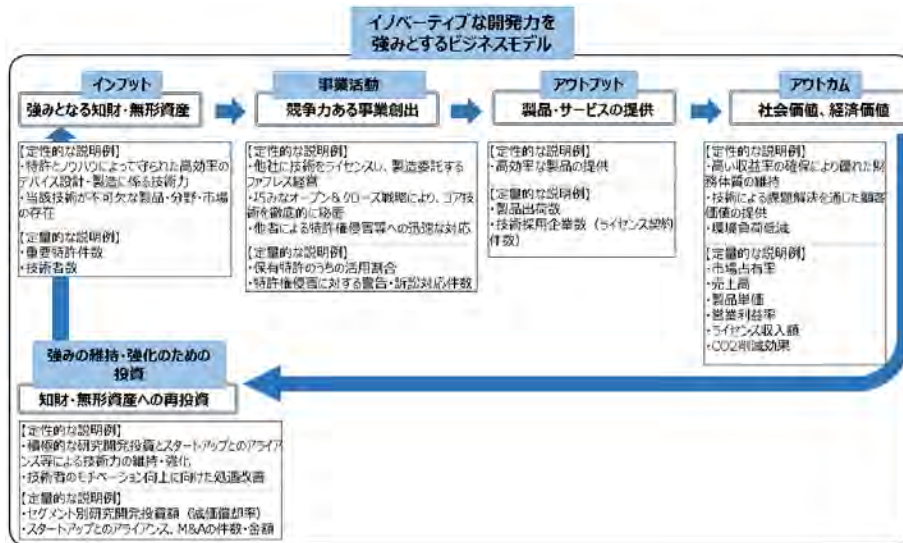 イノベーティブな開発力を
強みとするビジネスモデル
インプット
強みとなる知財・無形資産
【定性的な説明例】
・特許とノウハウによって守られた高効率の
デバイス設計・製造に係る技術力
・当該技術が不可欠な製品・分野・市場
の存在
【定量的な説明例】
・重要特許件数
・技術者数
事業活動
競争力ある事業創出
【定性的な説明例】
・他社に技術をライセンスし、製造委託する
ファブレス経営
・巧みなオープン&クローズ戦略により、コア技
術を徹底的に秘匿
・他者による特許権侵害等への迅速な対応
【定量的な説明例】
・保有特許のうちの活用割合
・特許権侵害に対する警告・訴訟対応件数
アウトプット
製品・サービスの提供
【定性的な説明例】
・高効率な製品の提供
【定量的な説明例】
・製品出荷数
・技術採用企業数（ライセンス契約
件数）
アウトカム
社会価値、経済価値
【定性的な説明例】
・高い収益率の確保により優れた財
務体質の維持
・技術による課題解決を通じた顧客
価値の提供
・環境負荷低減
【定量的な説明例】
・市場占有率
・売上高
・製品単価
・営業利益率
・ライセンス収入額
・CO2削減効果
強みの維持・強化のための
投資
知財・無形資産への再投資
【定性的な説明例】
・積極的な研究開発投資とスタートアップとのアライア
ンス等による技術力の維持・強化
・技術者のモチベーション向上に向けた処遇改善
【定量的な説明例】
・セグメント別研究開発投資額（減価償却率）
・スタートアップとのアライアンス、M&Aの件数・金額